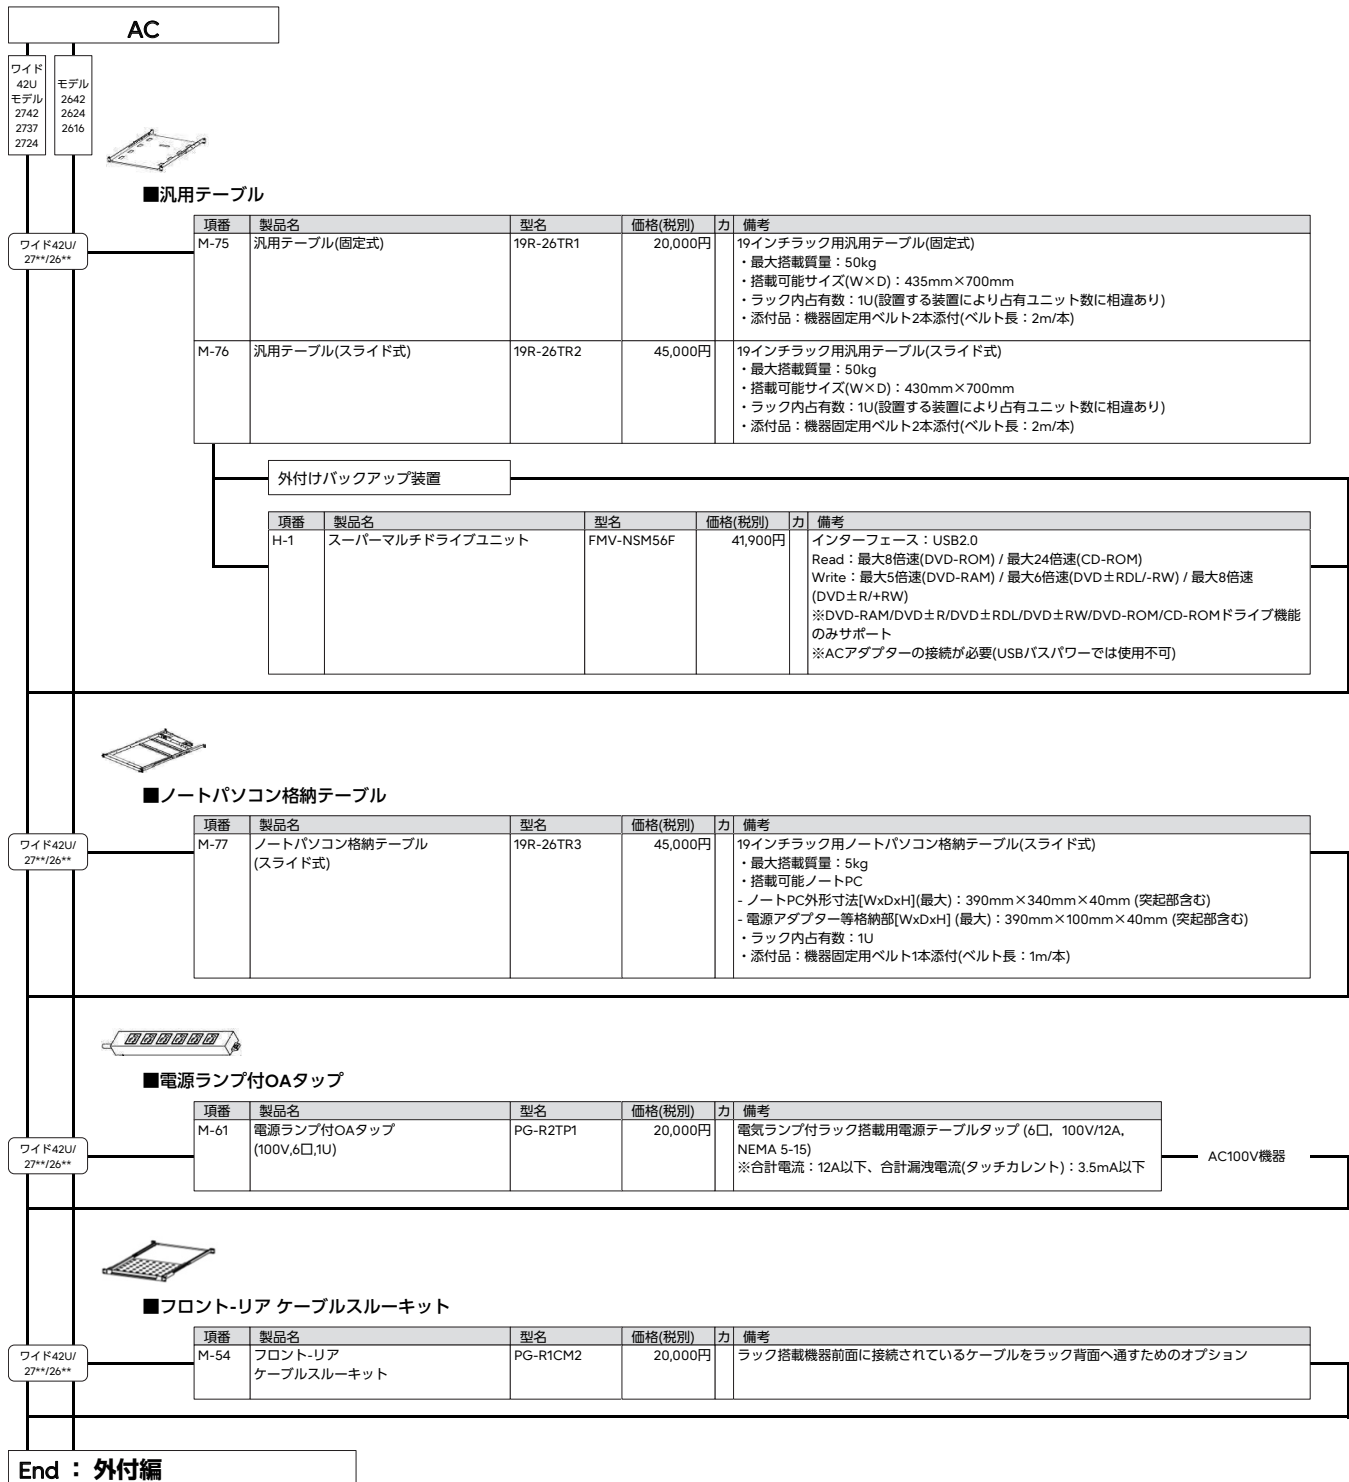 AC
ワイド
42U
モデル
2742
2737
2724
モデル
2642
2624
2616
■汎用テーブル
項番 製品名 型名 価格(税別) カ 備考
ワイド42U/
27**/26**
M-75 汎用テーブル(固定式) 19R-26TR1 20,000円 19インチラック用汎用テーブル(固定式)
・最大搭載質量：50kg
・搭載可能サイズ(W×D)：435mm×700mm
・ラック内占有数：1U(設置する装置により占有ユニット数に相違あり)
・添付品：機器固定用ベルト2本添付(ベルト長：2m/本)
M-76 汎用テーブル(スライド式) 19R-26TR2 45,000円 19インチラック用汎用テーブル(スライド式)
・最大搭載質量：50kg
・搭載可能サイズ(W×D)：430mm×700mm
・ラック内占有数：1U(設置する装置により占有ユニット数に相違あり)
・添付品：機器固定用ベルト2本添付(ベルト長：2m/本)
外付けバックアップ装置
項番 製品名 型名 価格(税別) カ 備考
H-1 スーパーマルチドライブユニット FMV-NSM56F 41,900円 インターフェース：USB2.0
Read：最大8倍速(DVD-ROM) / 最大24倍速(CD-ROM)
Write：最大5倍速(DVD-RAM) / 最大6倍速(DVD±RDL/-RW) / 最大8倍速
(DVD±R/+RW)
※DVD-RAM/DVD±R/DVD±RDL/DVD±RW/DVD-ROM/CD-ROMドライブ機能
のみサポート
※ACアダプターの接続が必要(USBバスパワーでは使用不可)
■ノートパソコン格納テーブル
項番 製品名 型名 価格(税別) カ 備考
ワイド42U/
27**/26**
M-77 ノートパソコン格納テーブル 19R-26TR3 45,000円 19インチラック用ノートパソコン格納テーブル(スライド式)
(スライド式)
・最大搭載質量：5kg
・搭載可能ノートPC
- ノートPC外形寸法[WxDxH](最大)：390mm×340mm×40mm (突起部含む)
- 電源アダプター等格納部[WxDxH] (最大)：390mm×100mm×40mm (突起部含む)
・ラック内占有数：1U
・添付品：機器固定用ベルト1本添付(ベルト長：1m/本)
■電源ランプ付OAタップ
項番 製品名 型名 価格(税別) カ 備考
ワイド42U/
27**/26**
M-61 電源ランプ付OAタップ PG-R2TP1 20,000円 電気ランプ付ラック搭載用電源テーブルタップ (6口，100V/12A，
(100V,6口,1U) NEMA 5-15)
※合計電流：12A以下、合計漏洩電流(タッチカレント)：3.5mA以下
AC100V機器
■フロント-リア ケーブルスルーキット
項番 製品名 型名 価格(税別) カ 備考
ワイド42U/
27**/26**
M-54 フロント-リア PG-R1CM2 20,000円 ラック搭載機器前面に接続されているケーブルをラック背面へ通すためのオプション
ケーブルスルーキット
End ： 外付編